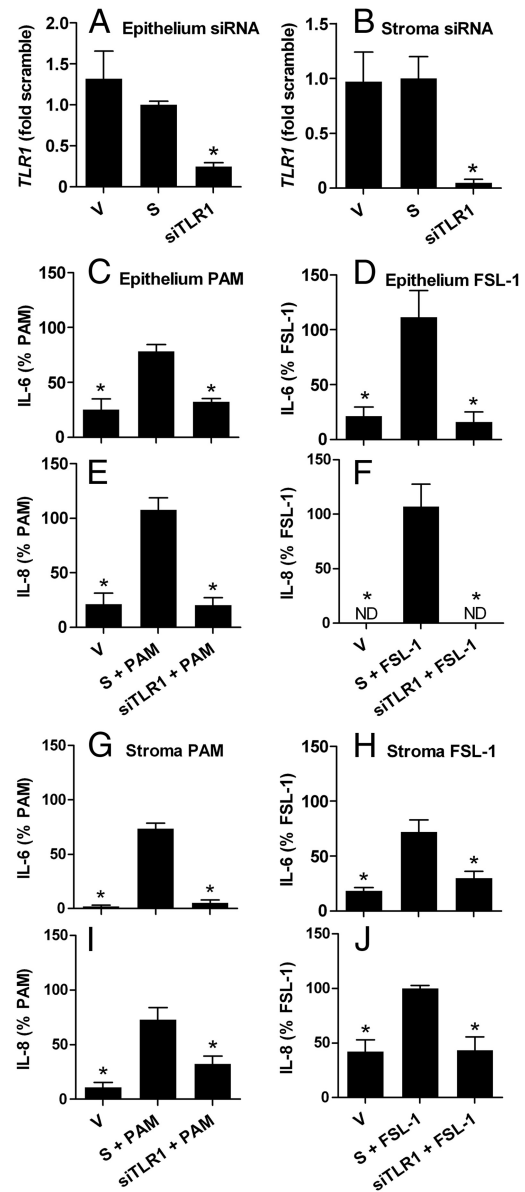 A Epithelium siRNA
TLR1 (fold scramble)
2.0
1.5
1.0
0.5
0
*
V
S
siTLR1
B Stroma siRNA
TLR1 (fold scramble)
1.5
1.0
0.5
0
*
V
S
siTLR1
C Epithelium PAM
IL-6 (% PAM)
150
100
50
0
* *
D Epithelium FSL-1
IL-6 (% FSL-1)
150
100
50
0
* *
E
IL-8 (% PAM)
150
100
50
0
* *
V
S + PAM
siTLR1 + PAM
F
IL-8 (% FSL-1)
150
100
50
0
* *
ND ND
V
S + FSL-1
siTLR1 + FSL-1
G Stroma PAM
IL-6 (% PAM)
150
100
50
0
* *
H Stroma FSL-1
IL-6 (% FSL-1)
150
100
50
0
* *
I
IL-8 (% PAM)
150
100
50
0
* *
V
S + PAM
siTLR1 + PAM
J
IL-8 (% FSL-1)
150
100
50
0
* *
V
S + FSL-1
siTLR1 + FSL-1